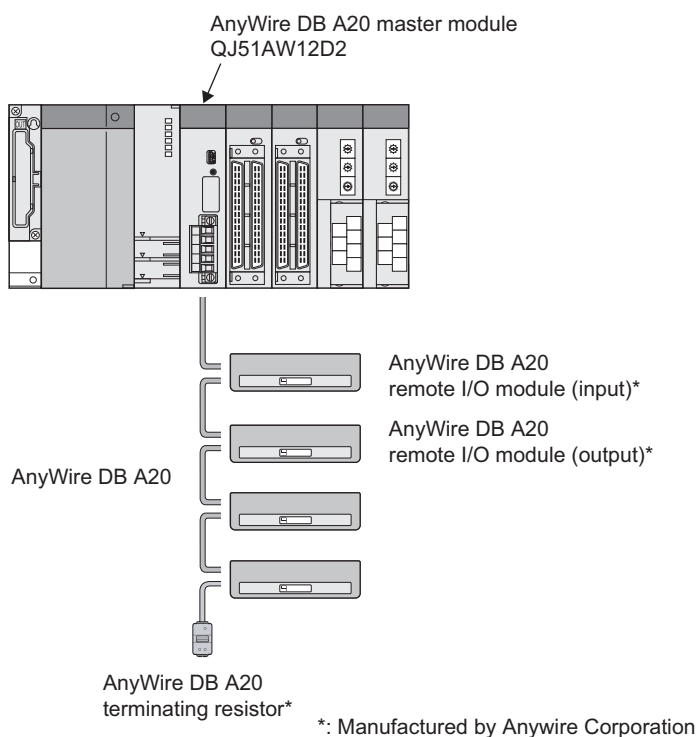 AnyWire DB A20 master module
QJ51AW12D2
OUT
AnyWire DB A20
remote I/O module (input)*
AnyWire DB A20
remote I/O module (output)*
AnyWire DB A20
AnyWire DB A20
terminating resistor*
*: Manufactured by Anywire Corporation